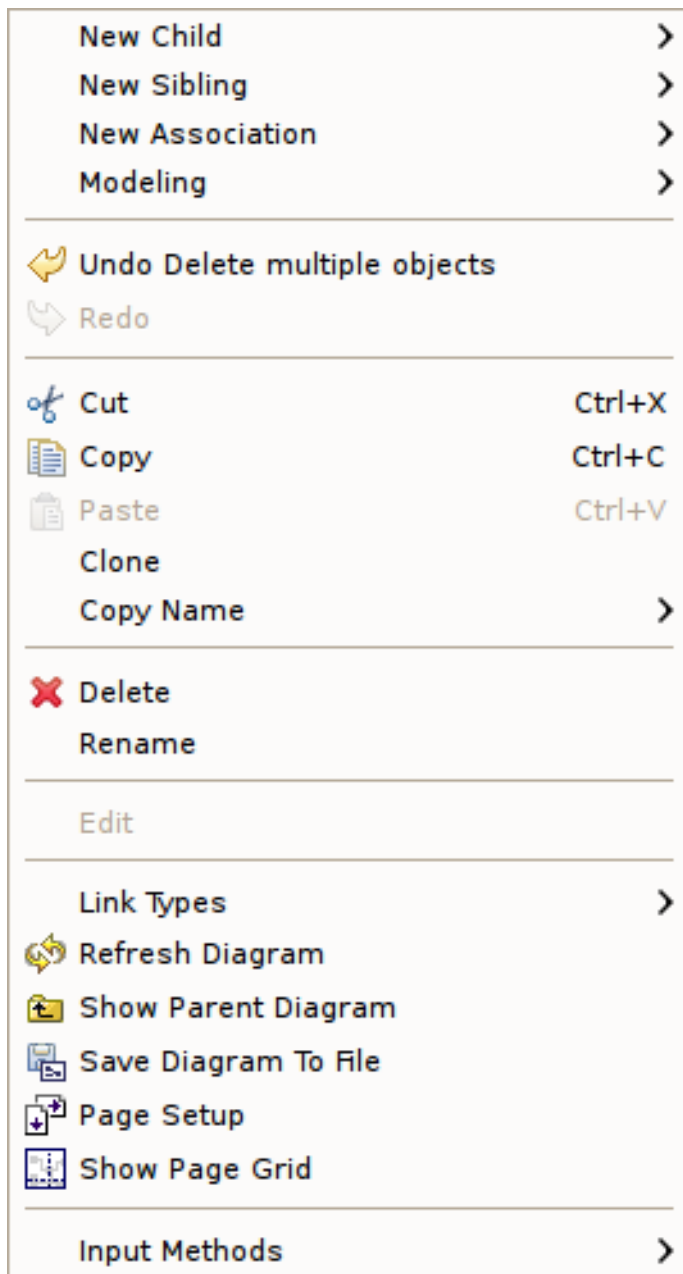 New Child
New Sibling
New Association
Modeling
Undo Delete multiple objects
Redo
Cut Ctrl+X
Copy Ctrl+C
Paste Ctrl+V
Clone
Copy Name
Delete
Rename
Edit
Link Types
Refresh Diagram
Show Parent Diagram
Save Diagram To File
Page Setup
Show Page Grid
Input Methods